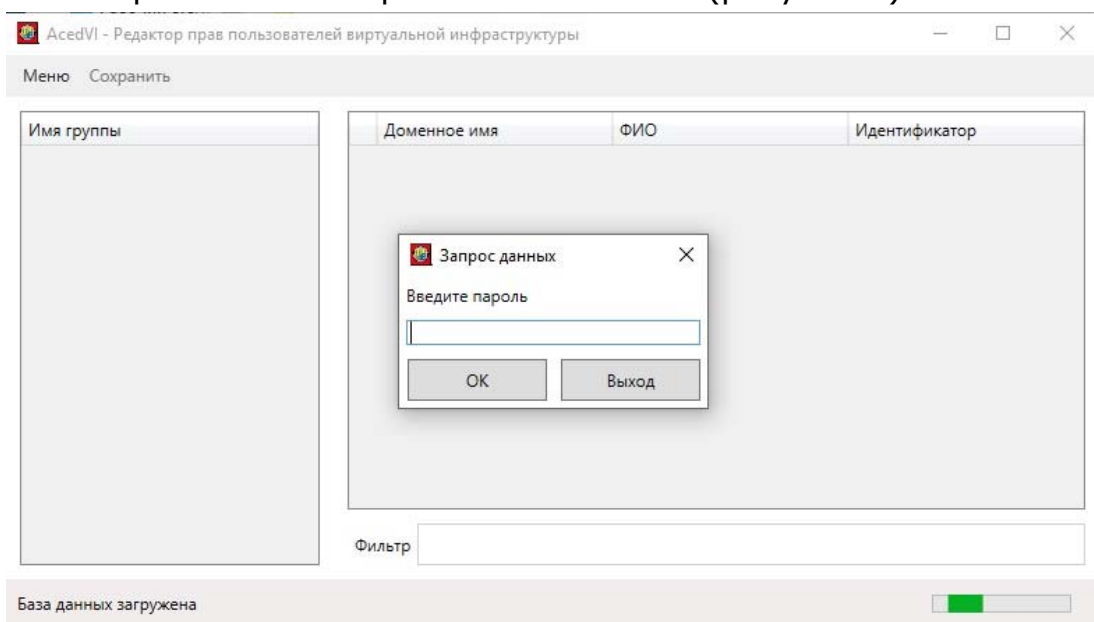 AcedVI - Редактор прав пользователей виртуальной инфраструктуры
Меню Сохранить
Имя группы
Доменное имя ФИО Идентификатор
Запрос данных
Введите пароль
ОК Выход
Фильтр
База данных загружена